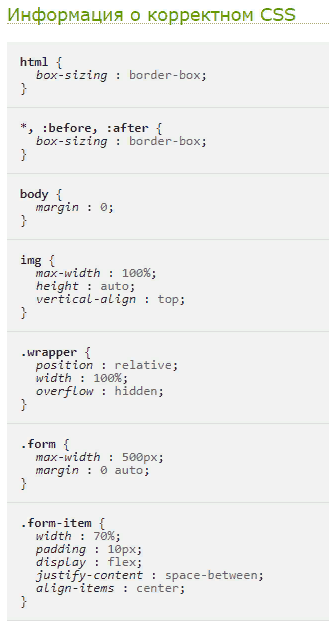 Информация о корректном CSS
html {
box-sizing : border-box;
}
*, :before, :after {
box-sizing : border-box;
}
body {
margin : 0;
}
img {
max-width : 100%;
height : auto;
vertical-align : top;
}
.wrapper {
position : relative;
width : 100%;
overflow : hidden;
}
.form {
max-width : 500px;
margin : 0 auto;
}
.form-item {
width : 70%;
padding : 10px;
display : flex;
justify-content : space-between;
align-items : center;
}